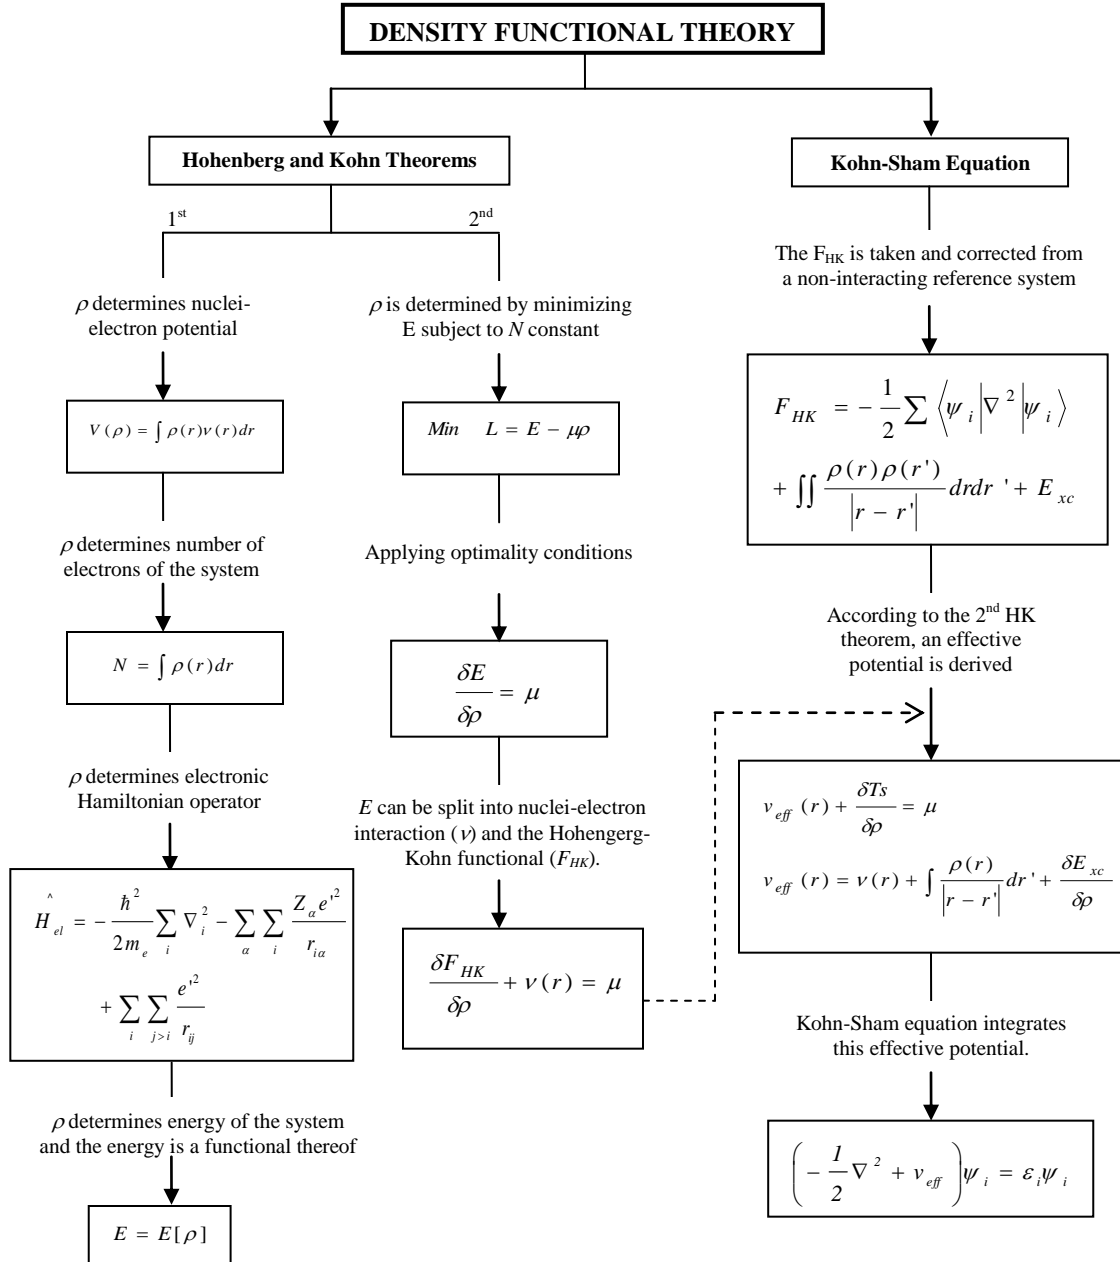 DENSITY FUNCTIONAL THEORY
Hohenberg and Kohn Theorems
1st
2nd
ρ determines nuclei-
electron potential
V(ρ) = ∫ ρ(r)ν(r)dr
ρ determines number of
electrons of the system
N = ∫ ρ(r)dr
ρ determines electronic
Hamiltonian operator
Ĥ_el = − ħ²/2m_e ∑_i ∇_i² − ∑_α ∑_i Z_α e'²/r_iα
+ ∑_i ∑_j>i e'²/r_ij
ρ determines energy of the system
and the energy is a functional thereof
E = E[ρ]
ρ is determined by minimizing
E subject to N constant
Min L = E − μρ
Applying optimality conditions
δE/δρ = μ
E can be split into nuclei-electron
interaction (ν) and the Hohengerg-
Kohn functional (F_HK).
δF_HK/δρ + ν(r) = μ
Kohn-Sham Equation
The F_HK is taken and corrected from
a non-interacting reference system
F_HK = − 1/2 ∑ ⟨ψ_i|∇²|ψ_i⟩
+ ∬ ρ(r)ρ(r')/|r − r'| drdr' + E_xc
According to the 2nd HK
theorem, an effective
potential is derived
v_eff(r) + δTs/δρ = μ
v_eff(r) = ν(r) + ∫ ρ(r)/|r − r'| dr' + δE_xc/δρ
Kohn-Sham equation integrates
this effective potential.
(− 1/2 ∇² + v_eff)ψ_i = ε_iψ_i